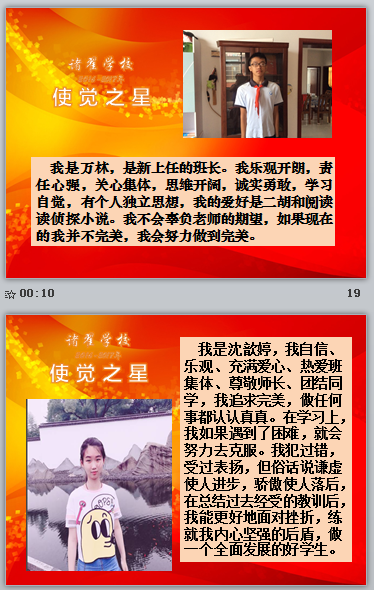 诸翟学校
使觉之星
我是万林，是新上任的班长。我乐观开朗，责
任心强，关心集体，思维开阔，诚实勇敢，学习
自觉，有个人独立思想，我的爱好是二胡和阅读
读侦探小说。我不会辜负老师的期望，如果现在
的我并不完美，我会努力做到完美。
00:10
19
诸翟学校
使觉之星
我是沈歆婷，我自信、
乐观、充满爱心、热爱班
集体、尊敬师长、团结同
学，我追求完美，做任何
事都认认真真。在学习上，
我如果遇到了困难，就会
努力去克服。我犯过错，
受过表扬，但俗话说谦虚
使人进步，骄傲使人落后，
在总结过去经受的教训后，
我能更好地面对挫折，练
就我内心坚强的后盾，做
一个全面发展的好学生。